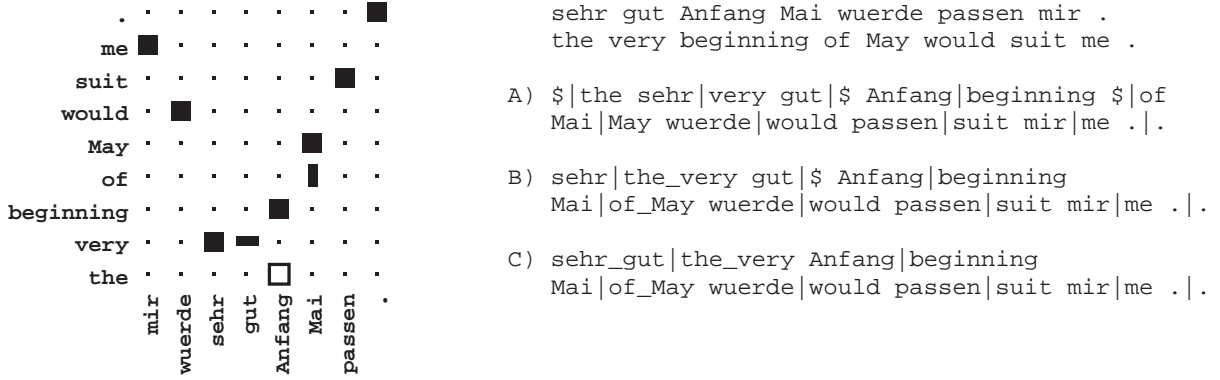 .
me
suit
would
May
of
beginning
very
the
mir
wuerde
sehr
gut
Anfang
Mai
passen
.
sehr gut Anfang Mai wuerde passen mir .
the very beginning of May would suit me .
A) $|the sehr|very gut|$ Anfang|beginning $|of
Mai|May wuerde|would passen|suit mir|me .|.
B) sehr|the_very gut|$ Anfang|beginning
Mai|of_May wuerde|would passen|suit mir|me .|.
C) sehr_gut|the_very Anfang|beginning
Mai|of_May wuerde|would passen|suit mir|me .|.